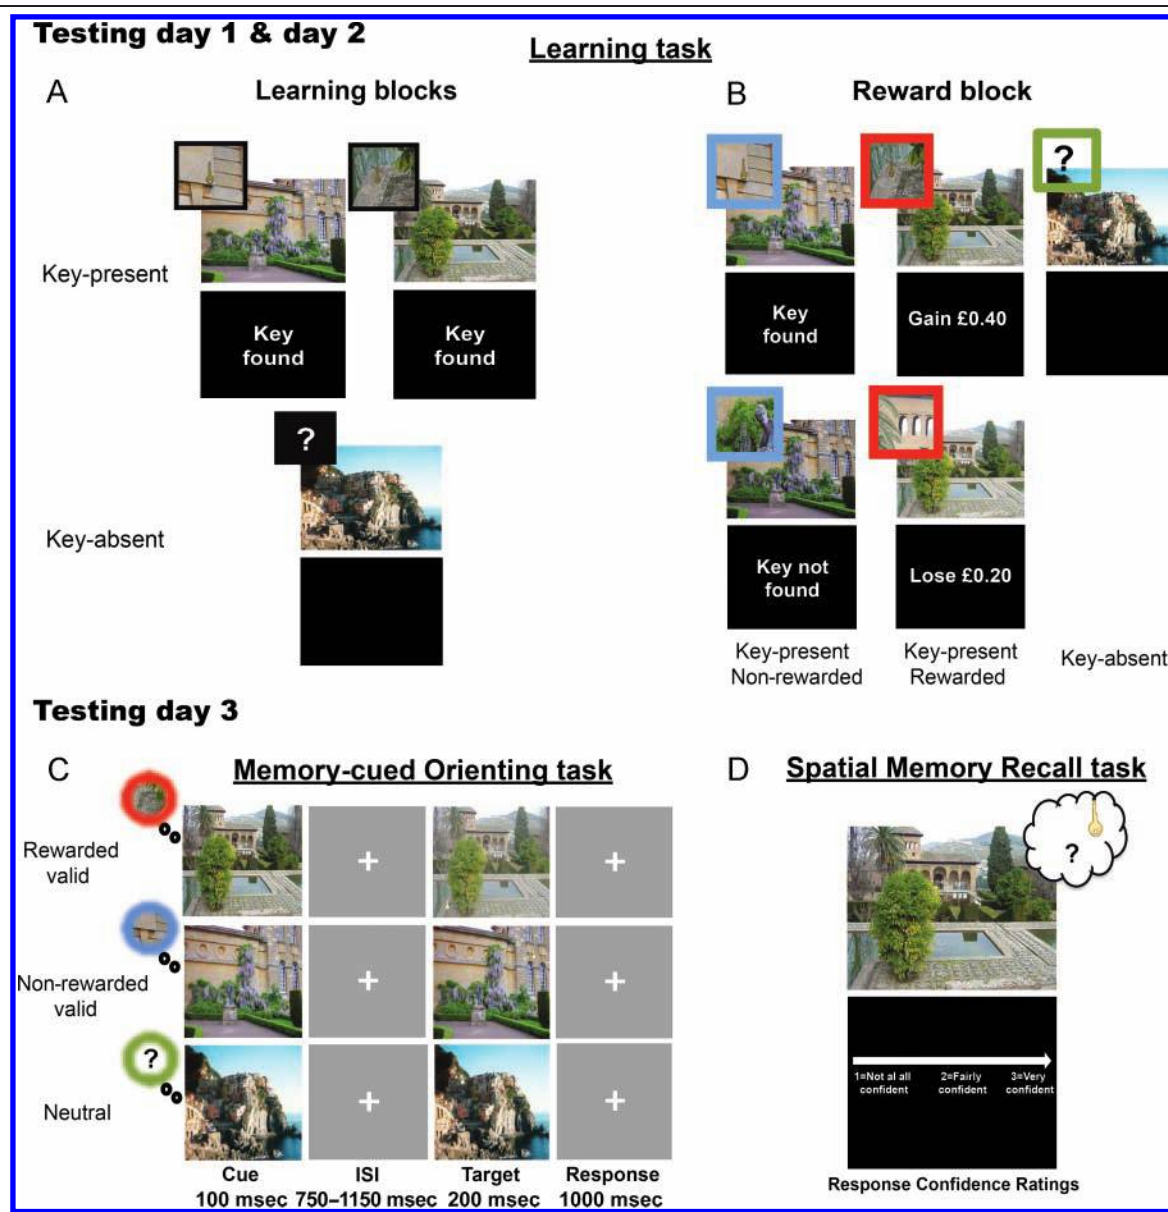 Testing day 1 & day 2
Learning task
A
Learning blocks
Key-present
Key
found
Key
found
?
Key-absent
B
Reward block
?
Key
found
Gain £0.40
Key not
found
Lose £0.20
Key-present
Non-rewarded
Key-present
Rewarded
Key-absent
Testing day 3
C
Memory-cued Orienting task
Rewarded
valid
+
+
Non-rewarded
valid
+
+
?
Neutral
+
+
Cue
100 msec
ISI
750–1150 msec
Target
200 msec
Response
1000 msec
D
Spatial Memory Recall task
?
1=Not al all
confident
2=Fairly
confident
3=Very
confident
Response Confidence Ratings